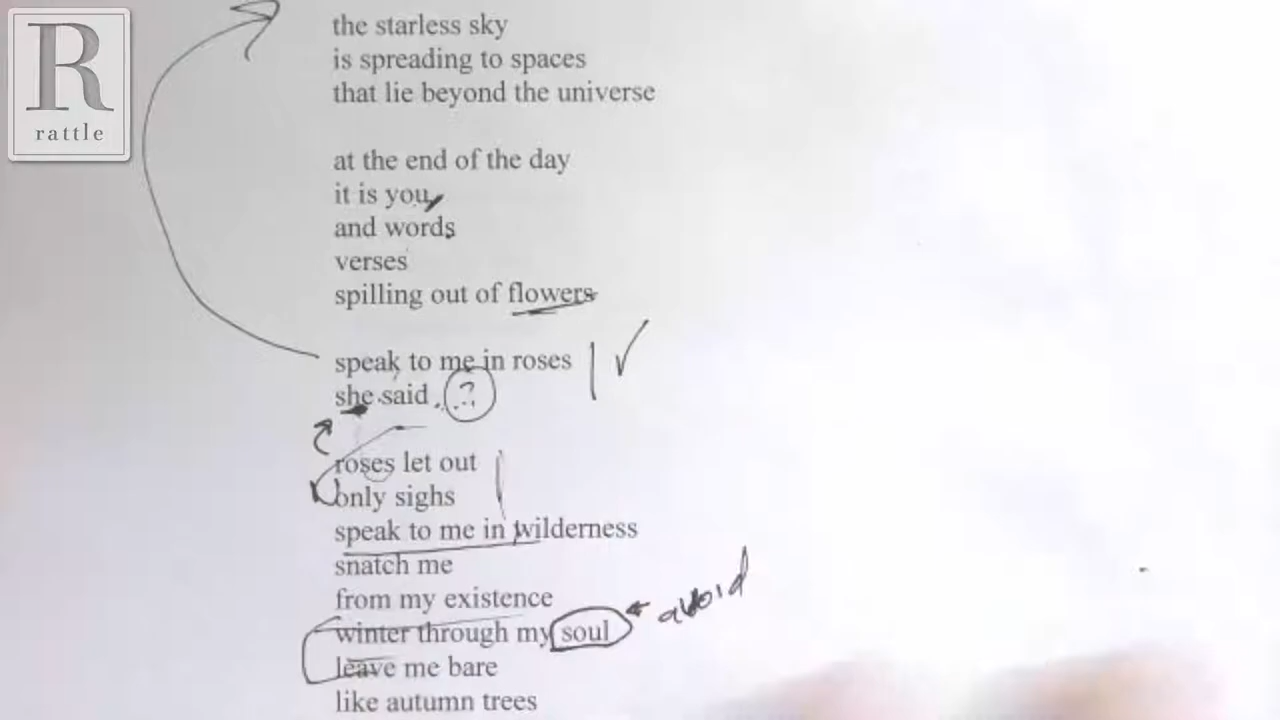 R
rattle
the starless sky
is spreading to spaces
that lie beyond the universe
at the end of the day
it is you,
and words
verses
spilling out of flowers
speak to me in roses
she said ?
roses let out
only sighs
speak to me in wilderness
snatch me
from my existence
winter through my soul avoid
leave me bare
like autumn trees